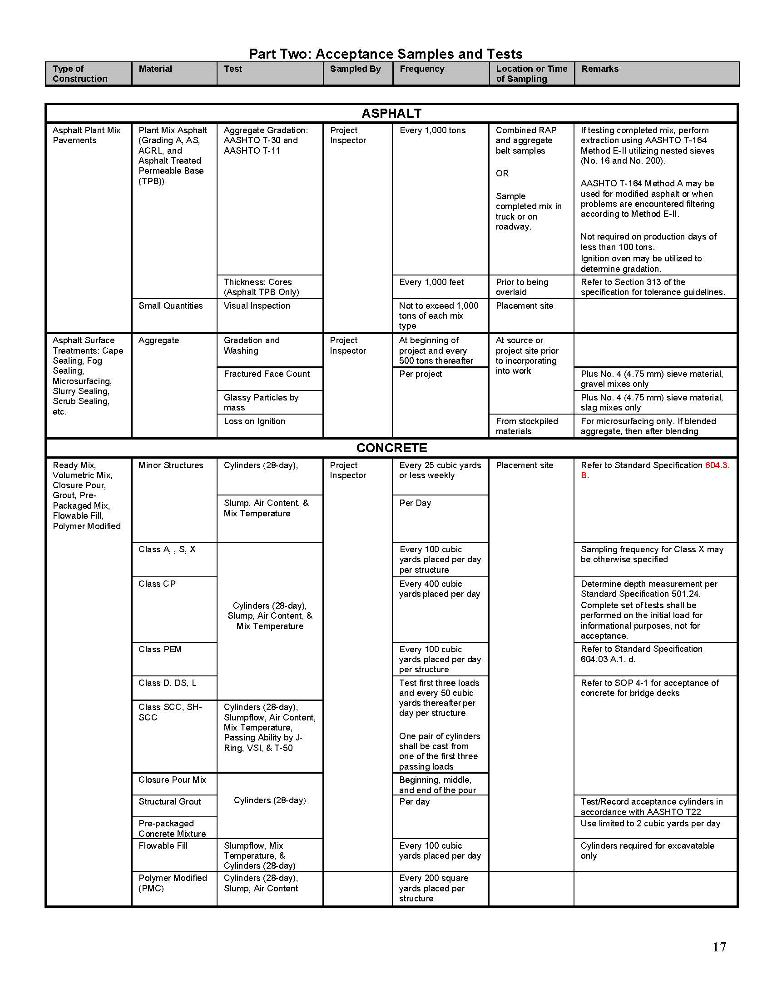 Part Two: Acceptance Samples and Tests
Type of
Construction
Material
Test
Sampled By
Frequency
Location or Time
of Sampling
Remarks
ASPHALT
Asphalt Plant Mix
Pavements
Plant Mix Asphalt
(Grading A, AS,
ACRL, and
Asphalt Treated
Permeable Base
(TPB))
Aggregate Gradation:
AASHTO T-30 and
AASHTO T-11
Project
Inspector
Every 1,000 tons
Combined RAP
and aggregate
belt samples
OR
Sample
completed mix in
truck or on
roadway.
If testing completed mix, perform
extraction using AASHTO T-164
Method E-II utilizing nested sieves
(No. 16 and No. 200).
AASHTO T-164 Method A may be
used for modified asphalt or when
problems are encountered filtering
according to Method E-II.
Not required on production days of
less than 100 tons.
Ignition oven may be utilized to
determine gradation.
Thickness: Cores
(Asphalt TPB Only)
Every 1,000 feet
Prior to being
overlaid
Refer to Section 313 of the
specification for tolerance guidelines.
Small Quantities
Visual Inspection
Not to exceed 1,000
tons of each mix
type
Placement site
Asphalt Surface
Treatments: Cape
Sealing, Fog
Sealing,
Microsurfacing,
Slurry Sealing,
Scrub Sealing,
etc.
Aggregate
Gradation and
Washing
Project
Inspector
At beginning of
project and every
500 tons thereafter
At source or
project site prior
to incorporating
into work
Fractured Face Count
Per project
Plus No. 4 (4.75 mm) sieve material,
gravel mixes only
Glassy Particles by
mass
Plus No. 4 (4.75 mm) sieve material,
slag mixes only
Loss on Ignition
From stockpiled
materials
For microsurfacing only. If blended
aggregate, then after blending
CONCRETE
Ready Mix,
Volumetric Mix,
Closure Pour,
Grout, Pre-
Packaged Mix,
Flowable Fill,
Polymer Modified
Minor Structures
Cylinders (28-day),
Project
Inspector
Every 25 cubic yards
or less weekly
Placement site
Refer to Standard Specification 604.3.
B.
Slump, Air Content, &
Mix Temperature
Per Day
Class A, , S, X
Cylinders (28-day),
Slump, Air Content, &
Mix Temperature
Every 100 cubic
yards placed per day
per structure
Sampling frequency for Class X may
be otherwise specified
Class CP
Every 400 cubic
yards placed per day
Determine depth measurement per
Standard Specification 501.24.
Complete set of tests shall be
performed on the initial load for
informational purposes, not for
acceptance.
Class PEM
Every 100 cubic
yards placed per day
per structure
Refer to Standard Specification
604.03 A.1. d.
Class D, DS, L
Test first three loads
and every 50 cubic
yards thereafter per
day per structure
One pair of cylinders
shall be cast from
one of the first three
passing loads
Refer to SOP 4-1 for acceptance of
concrete for bridge decks
Class SCC, SH-
SCC
Cylinders (28-day),
Slumpflow, Air Content,
Mix Temperature,
Passing Ability by J-
Ring, VSI, & T-50
Closure Pour Mix
Cylinders (28-day)
Beginning, middle,
and end of the pour
Structural Grout
Per day
Test/Record acceptance cylinders in
accordance with AASHTO T22
Pre-packaged
Concrete Mixture
Use limited to 2 cubic yards per day
Flowable Fill
Slumpflow, Mix
Temperature, &
Cylinders (28-day)
Every 100 cubic
yards placed per day
Cylinders required for excavatable
only
Polymer Modified
(PMC)
Cylinders (28-day),
Slump, Air Content
Every 200 square
yards placed per
structure
17